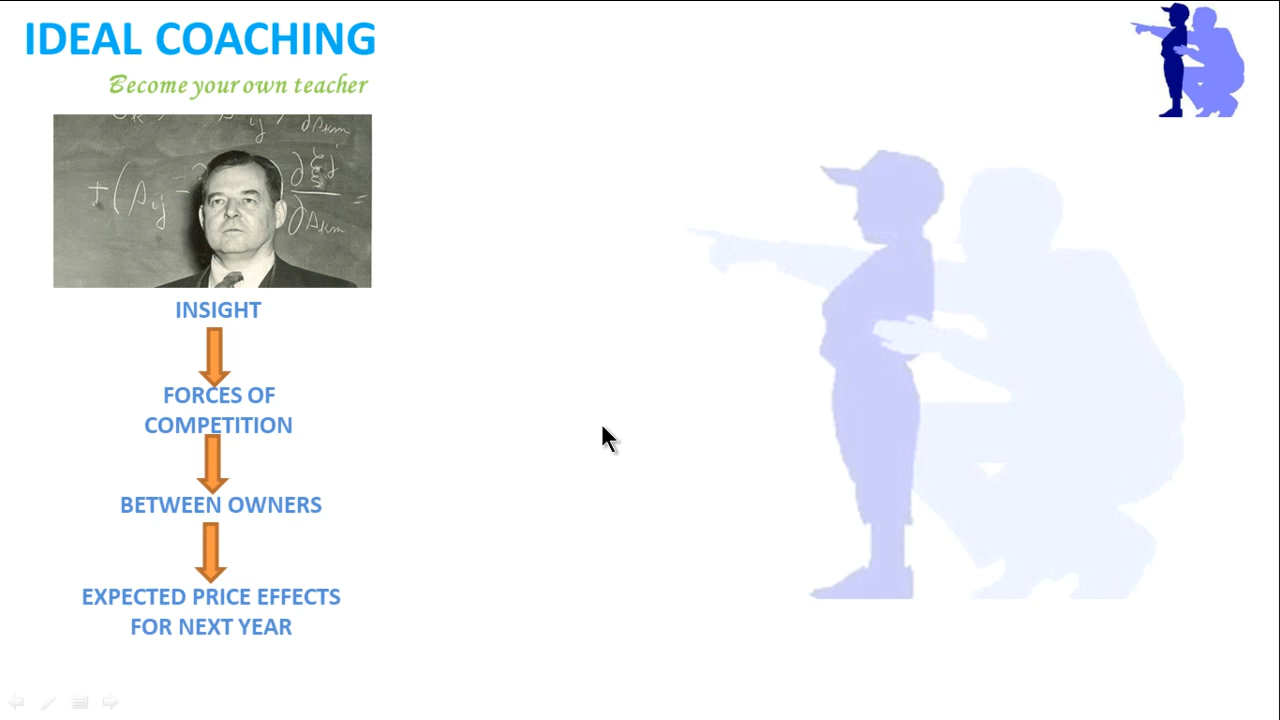 IDEAL COACHING
Become your own teacher
INSIGHT
FORCES OF
COMPETITION
BETWEEN OWNERS
EXPECTED PRICE EFFECTS
FOR NEXT YEAR